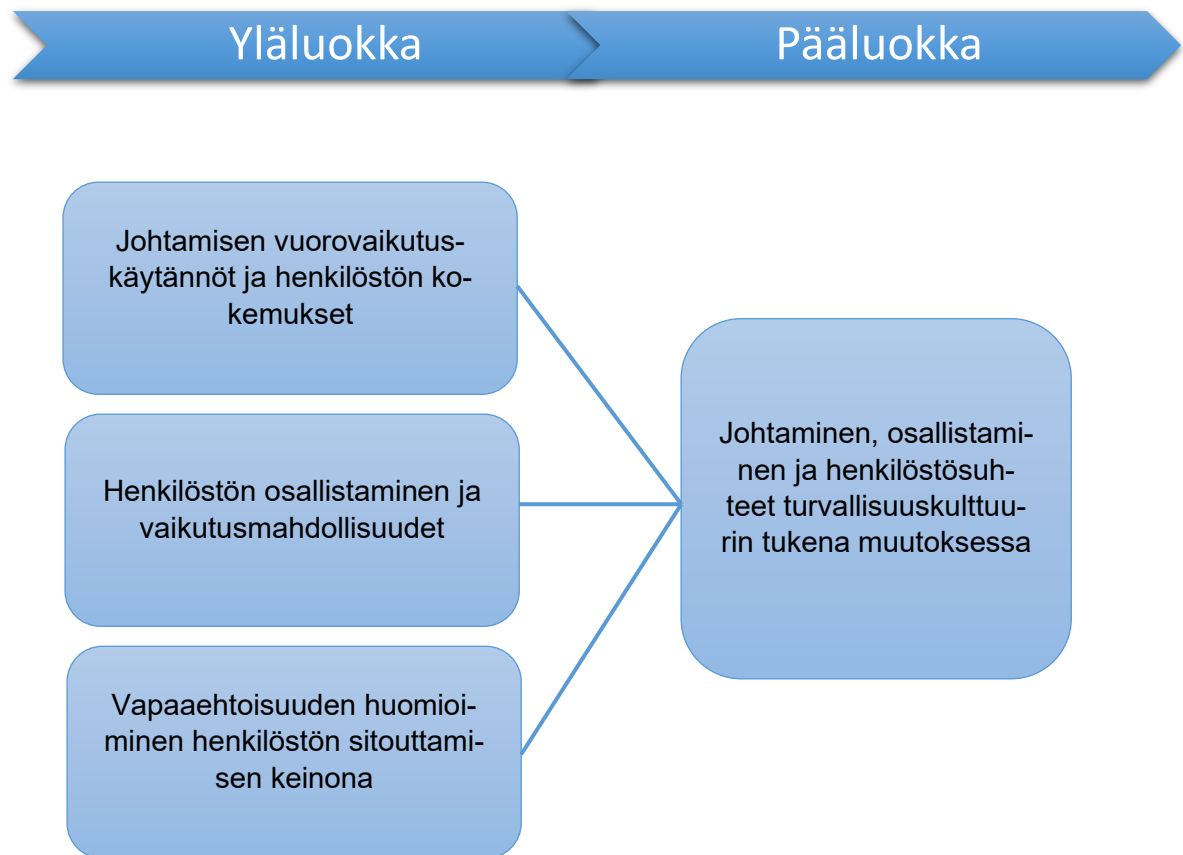 Yläluokka
Pääluokka
Johtamisen vuorovaikutus-
käytännöt ja henkilöstön ko-
kemukset
Henkilöstön osallistaminen ja
vaikutusmahdollisuudet
Vapaaehtoisuuden huomioi-
minen henkilöstön sitouttami-
sen keinona
Johtaminen, osallistami-
nen ja henkilöstösuh-
teet turvallisuuskulttuu-
rin tukena muutoksessa